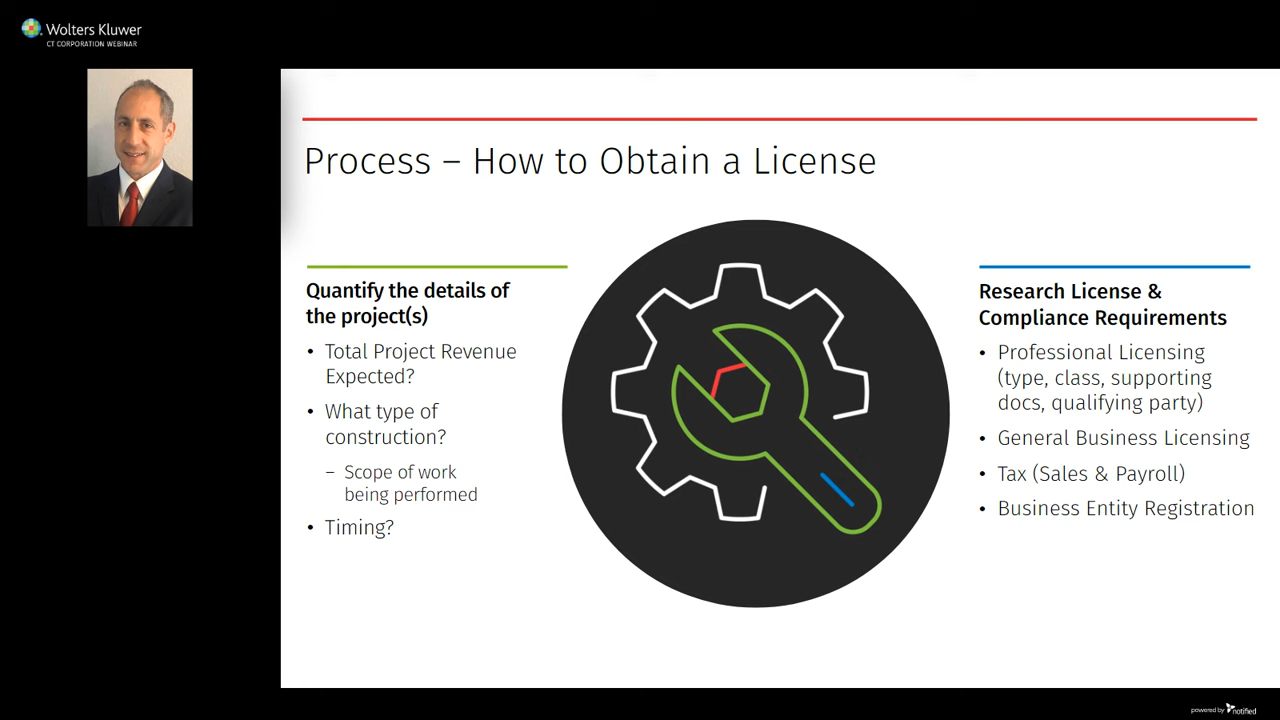 Wolters Kluwer
CT CORPORATION WEBINAR
Process – How to Obtain a License
Quantify the details of
the project(s)
• Total Project Revenue
Expected?
• What type of
construction?
– Scope of work
being performed
• Timing?
Research License &
Compliance Requirements
• Professional Licensing
(type, class, supporting
docs, qualifying party)
• General Business Licensing
• Tax (Sales & Payroll)
• Business Entity Registration
powered by notified